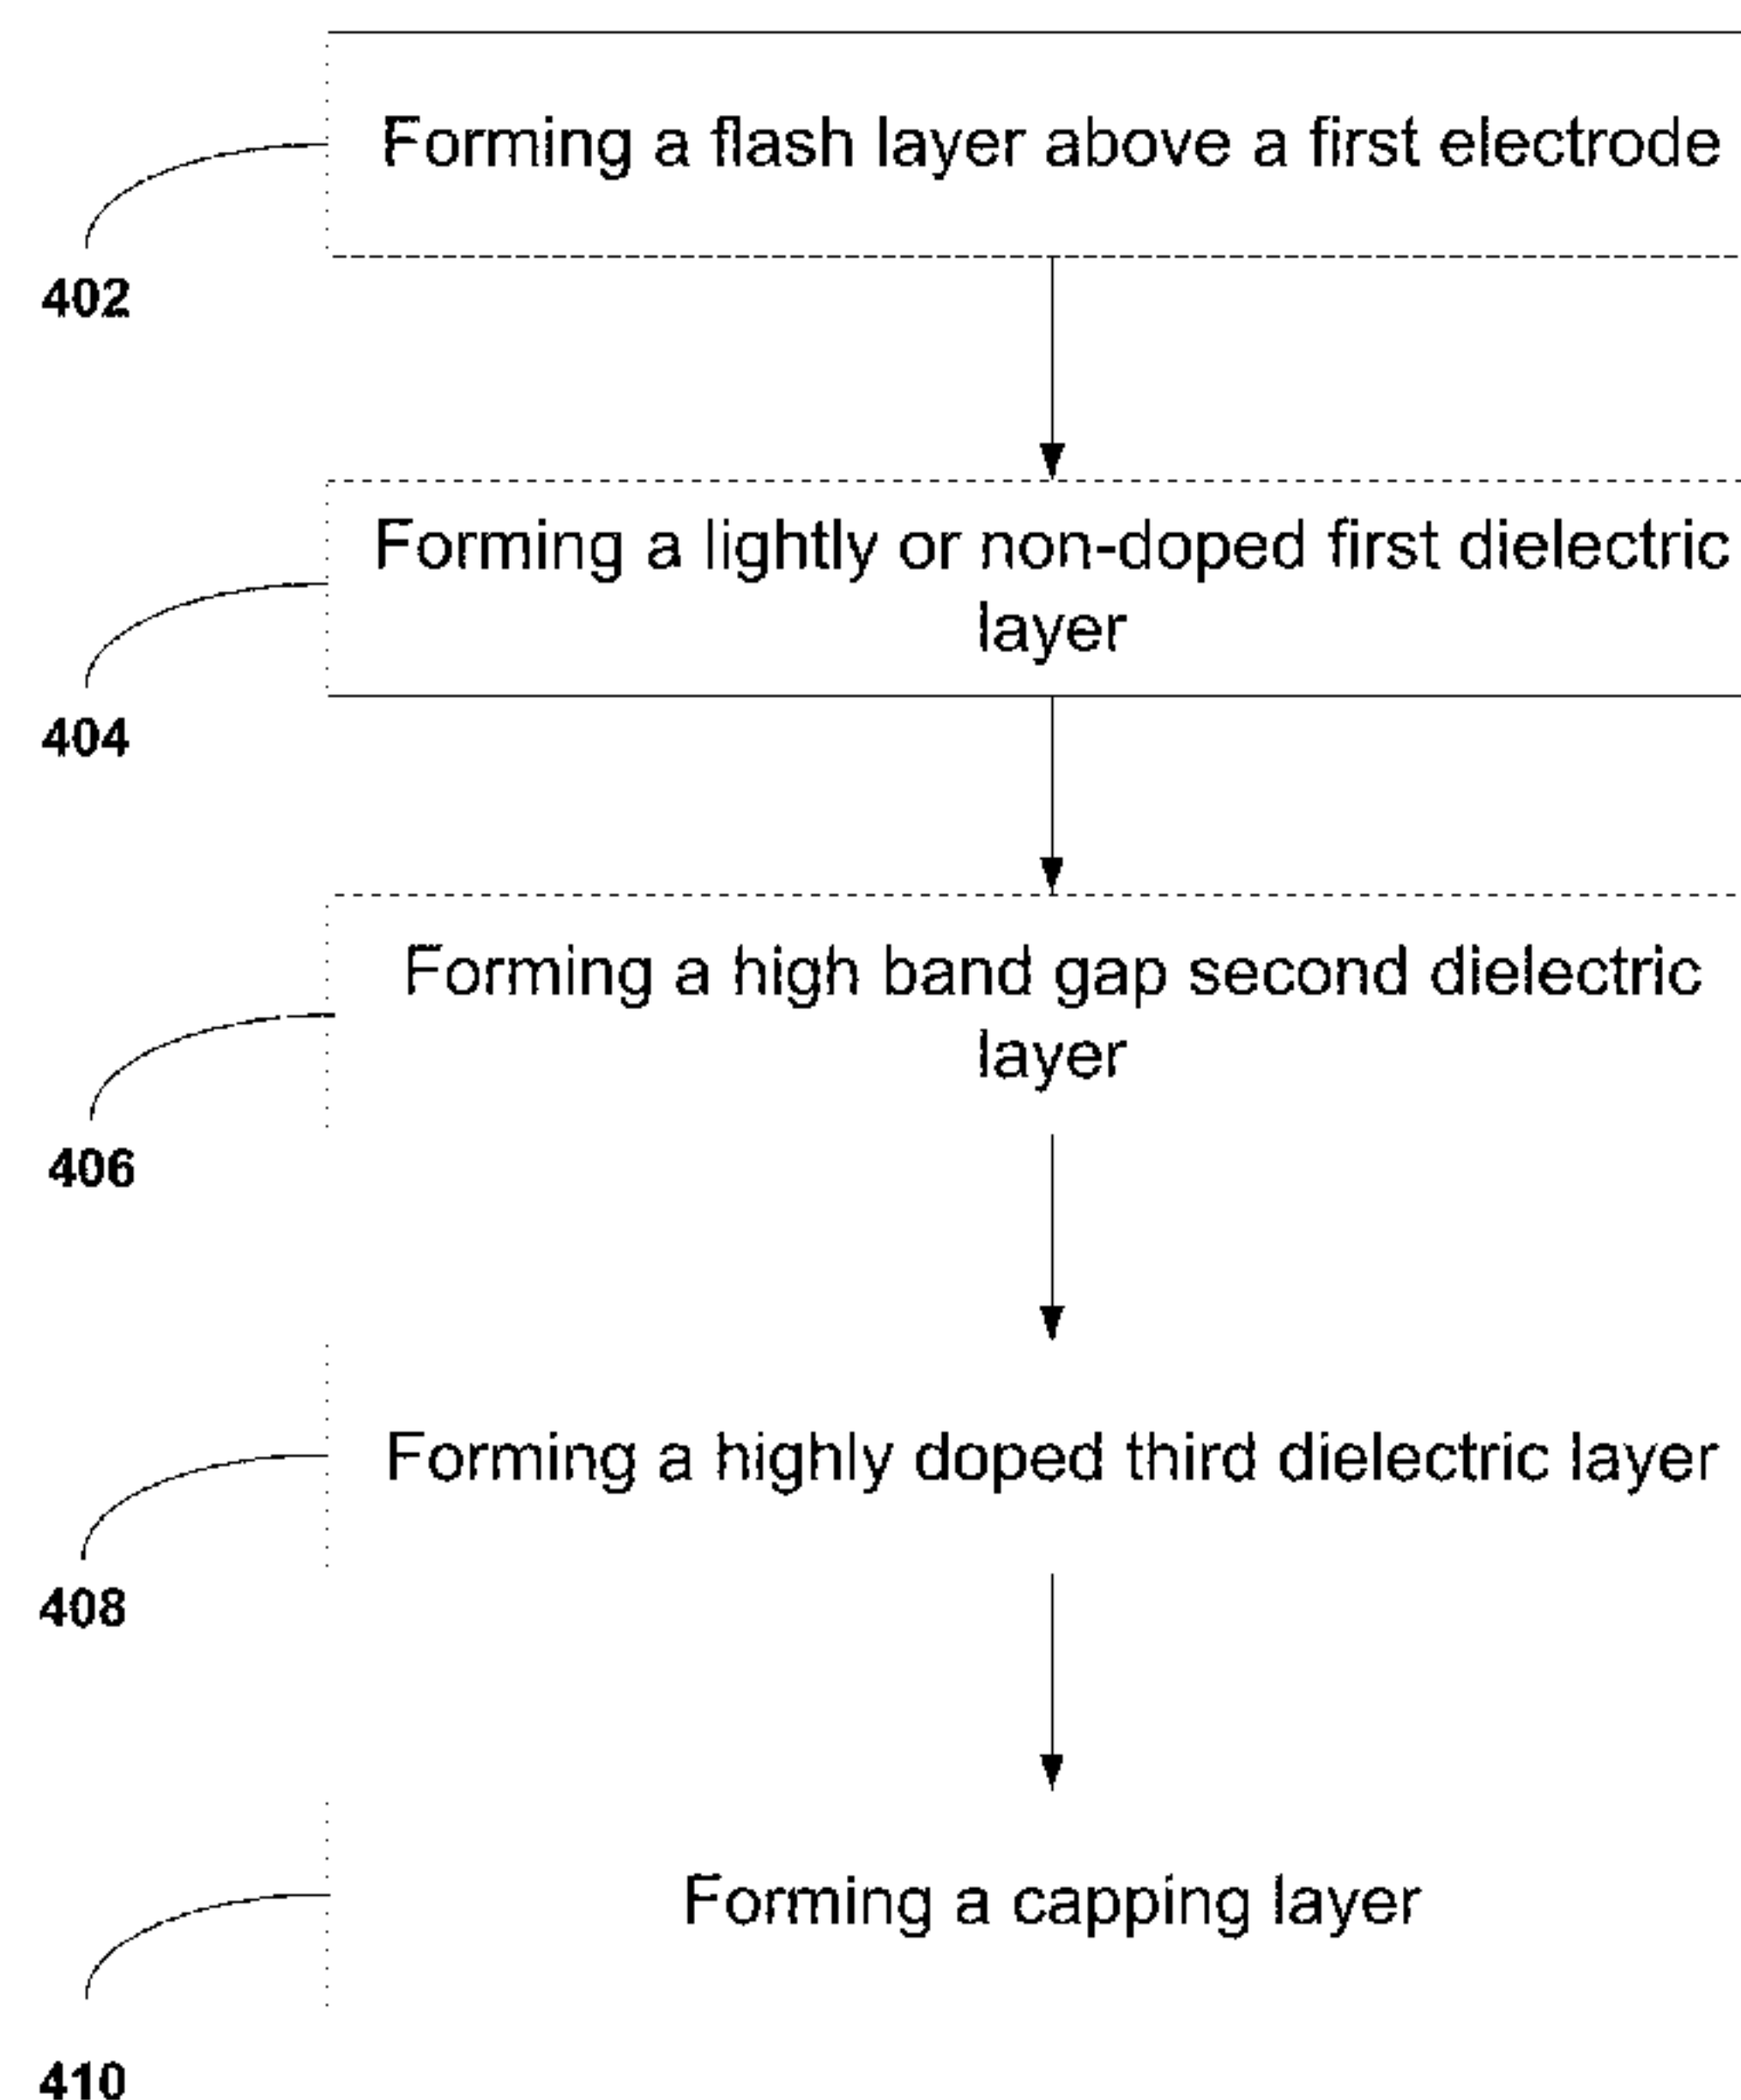 Forming a flash layer above a first electrode
402
Forming a lightly or non-doped first dielectric
layer
404
Forming a high band gap second dielectric
layer
406
Forming a highly doped third dielectric layer
408
Forming a capping layer
410